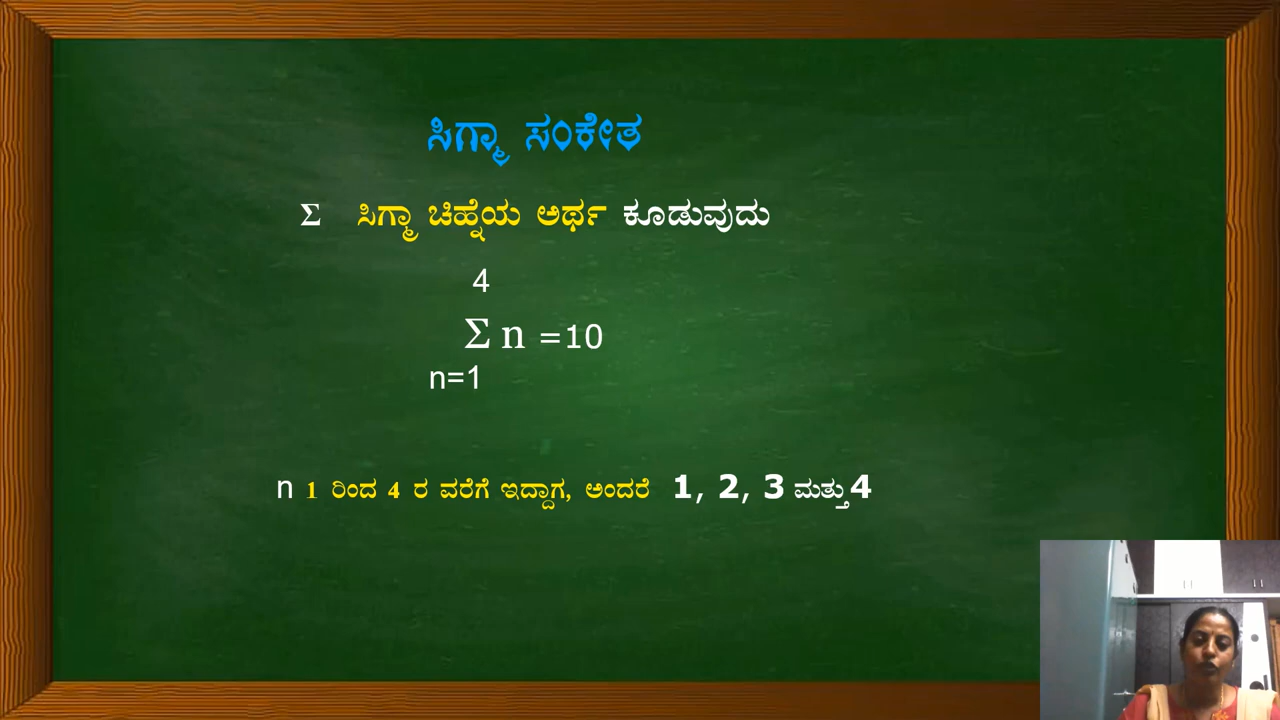 ಸಿಗ್ಮಾ ಸಂಕೇತ
Σ ಸಿಗ್ಮಾ ಚಿಹ್ನೆಯ ಅರ್ಥ ಕೂಡುವುದು
4
Σ n =10
n=1
n 1 ರಿಂದ 4 ರ ವರೆಗೆ ಇದ್ದಾಗ, ಅಂದರೆ 1, 2, 3 ಮತ್ತು 4